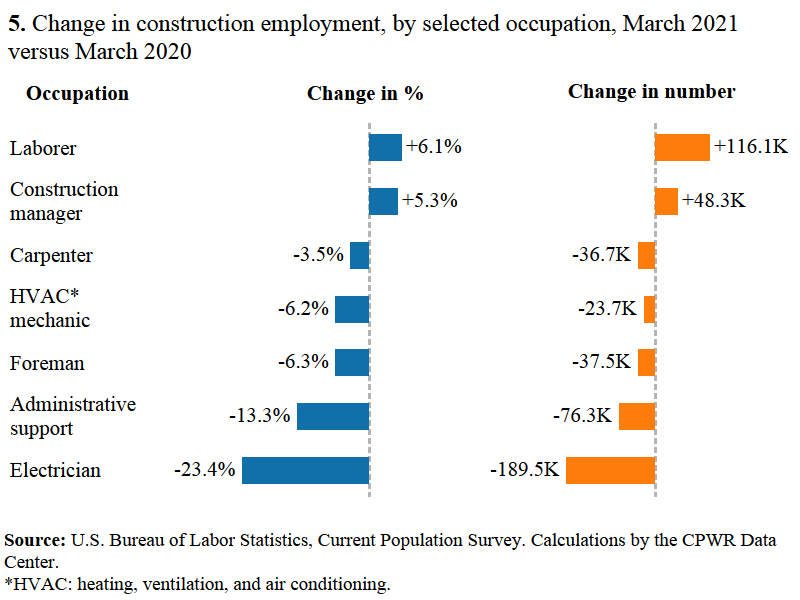 5. Change in construction employment, by selected occupation, March 2021
versus March 2020
Occupation Change in % Change in number
Laborer +6.1% +116.1K
Construction
manager +5.3% +48.3K
Carpenter -3.5% -36.7K
HVAC*
mechanic -6.2% -23.7K
Foreman -6.3% -37.5K
Administrative
support -13.3% -76.3K
Electrician -23.4% -189.5K
Source: U.S. Bureau of Labor Statistics, Current Population Survey. Calculations by the CPWR Data
Center.
*HVAC: heating, ventilation, and air conditioning.